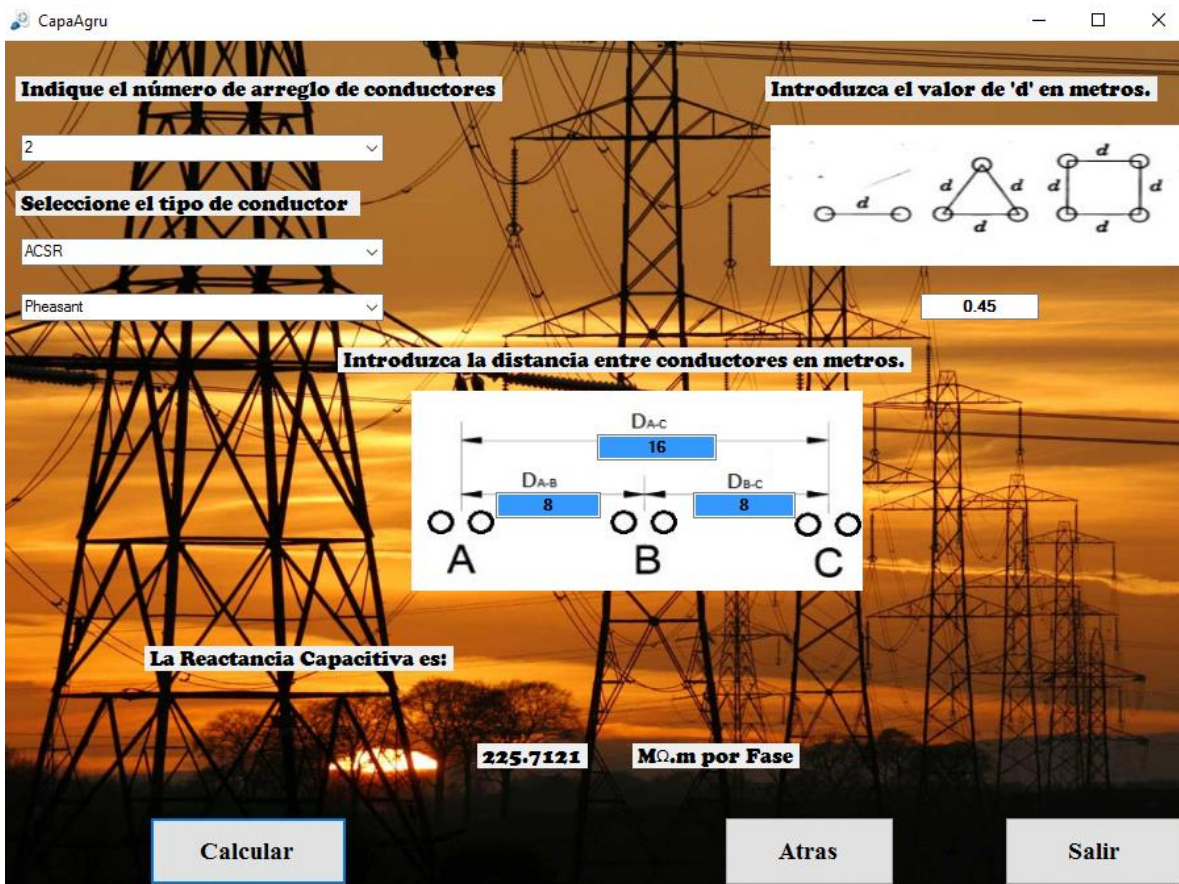 CapaAgru
Indique el número de arreglo de conductores
Introduzca el valor de 'd' en metros.
2
Seleccione el tipo de conductor
ACSR
Pheasant
d
d
d
d
d
d
d
d
0.45
Introduzca la distancia entre conductores en metros.
DA-C
16
DA-B
DB-C
8
8
A
B
C
La Reactancia Capacitiva es:
225.7121 MΩ.m por Fase
Calcular
Atras
Salir